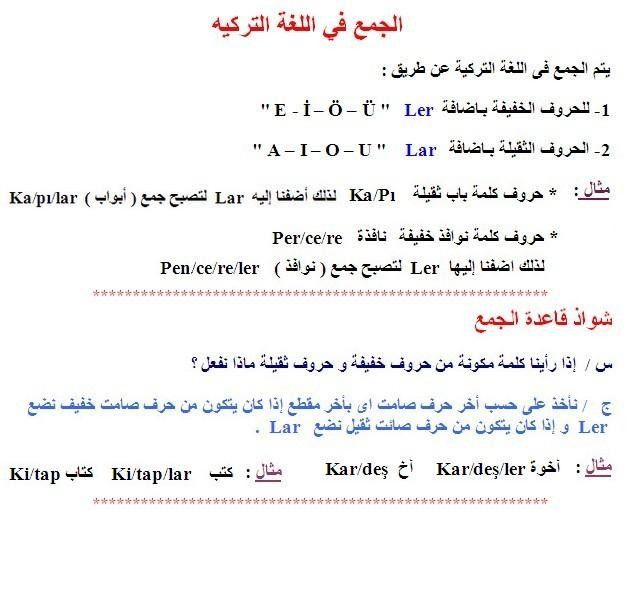 الجمع في اللغة التركيه
يتم الجمع فى اللغة التركية عن طريق :
1- للحروف الخفيفة باضافة Ler " E - İ – Ö – Ü "
2- الحروف الثقيلة بـاضافة Lar " A – I – O – U "
مثال : * حروف كلمة باب ثقيلة Ka/Pı لذلك أضفنا إليه Lar لتصبح جمع ( أبواب ) Ka/pı/lar
* حروف كلمة نوافذ خفيفة نافذة Per/ce/re
لذلك اضفنا إليها Ler لتصبح جمع ( نوافذ ) Pen/ce/re/ler
************************************************************
شواذ قاعدة الجمع
س / إذا رأينا كلمة مكونة من حروف خفيفة و حروف ثقيلة ماذا نفعل ؟
ج / نأخذ على حسب أخر حرف صامت اى بأخر مقطع إذا كان يتكون من حرف صامت خفيف نضع
Ler و إذا كان يتكون من حرف صائت ثقيل نضع Lar .
مثال : أخوة Kar/deş/ler أخ Kar/deş مثال : كتب Ki/tap/lar كتاب Ki/tap
************************************************************